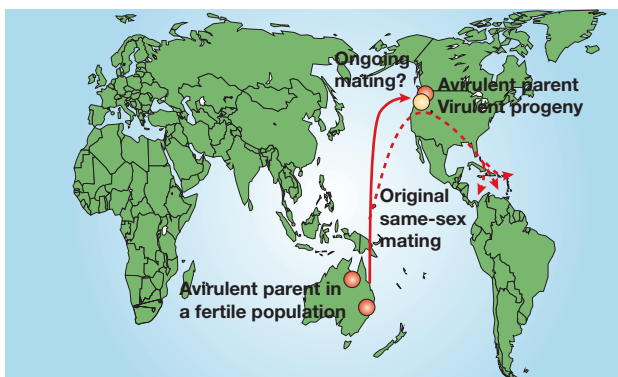 Ongoing
mating?
Avirulent parent
Virulent progeny
Original
same-sex
mating
Avirulent parent in
a fertile population